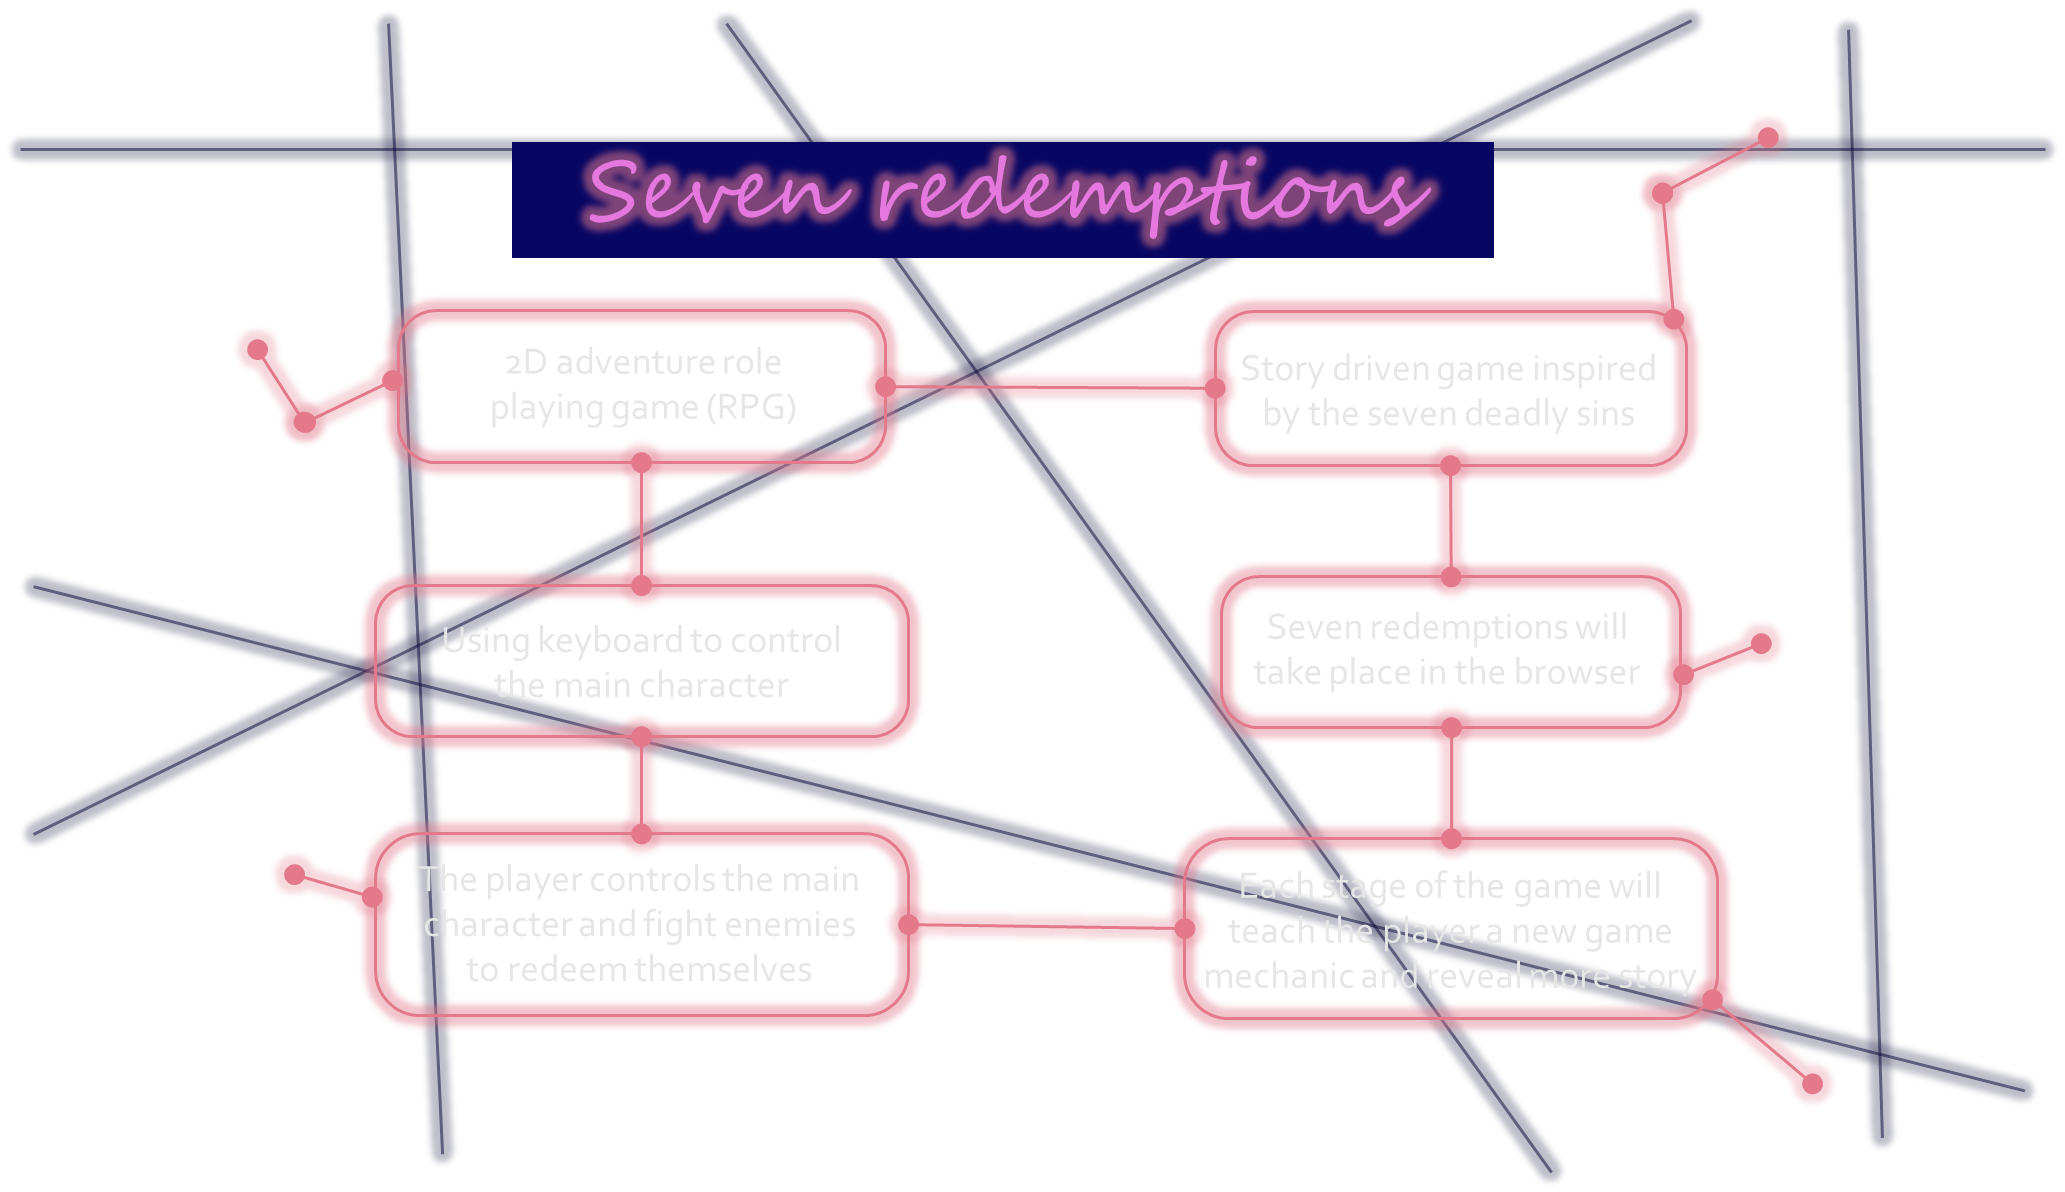 Seven redemptions
2D adventure role
playing game (RPG)
Story driven game inspired
by the seven deadly sins
Using keyboard to control
the main character
Seven redemptions will
take place in the browser
The player controls the main
character and fight enemies
to redeem themselves
Each stage of the game will
teach the player a new game
mechanic and reveal more story